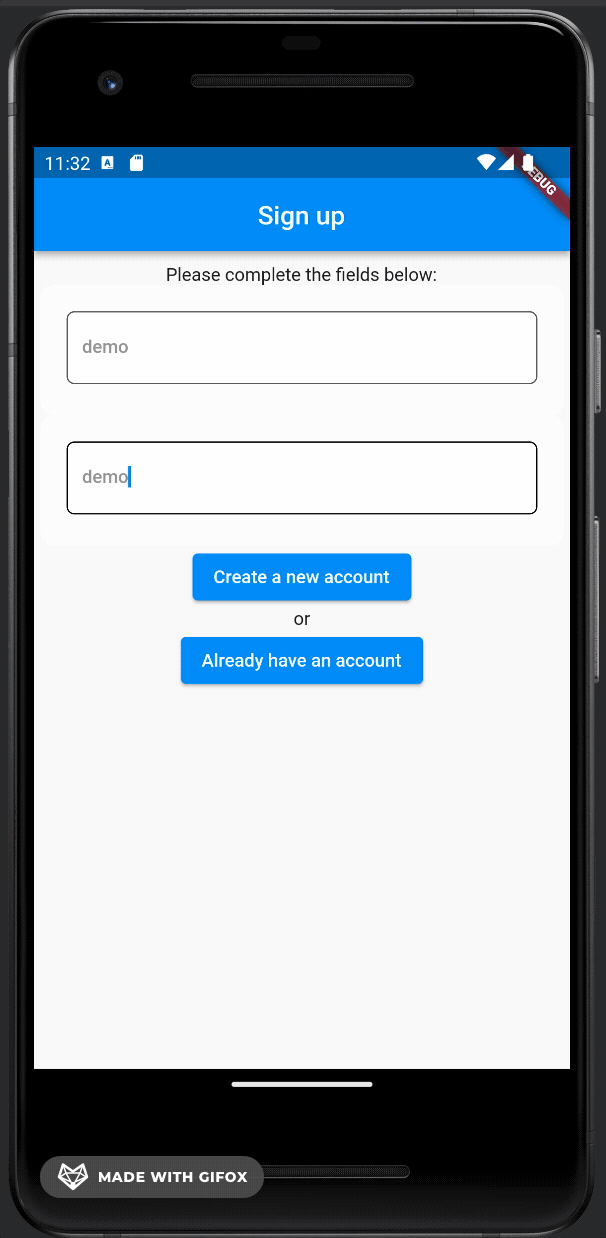 11:32
DEBUG
Sign up
Please complete the fields below:
demo
demo
Create a new account
or
Already have an account
MADE WITH GIFOX